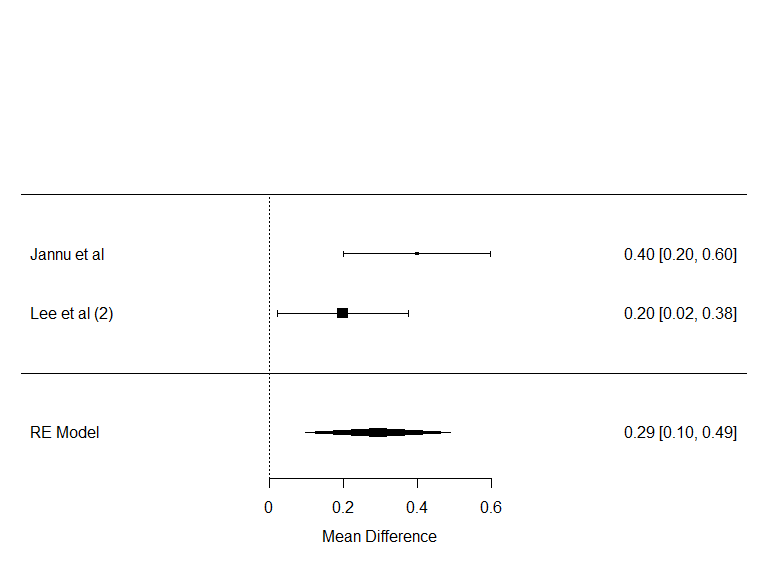 Jannu et al 0.40 [0.20, 0.60]
Lee et al (2) 0.20 [0.02, 0.38]
RE Model 0.29 [0.10, 0.49]
0 0.2 0.4 0.6
Mean Difference